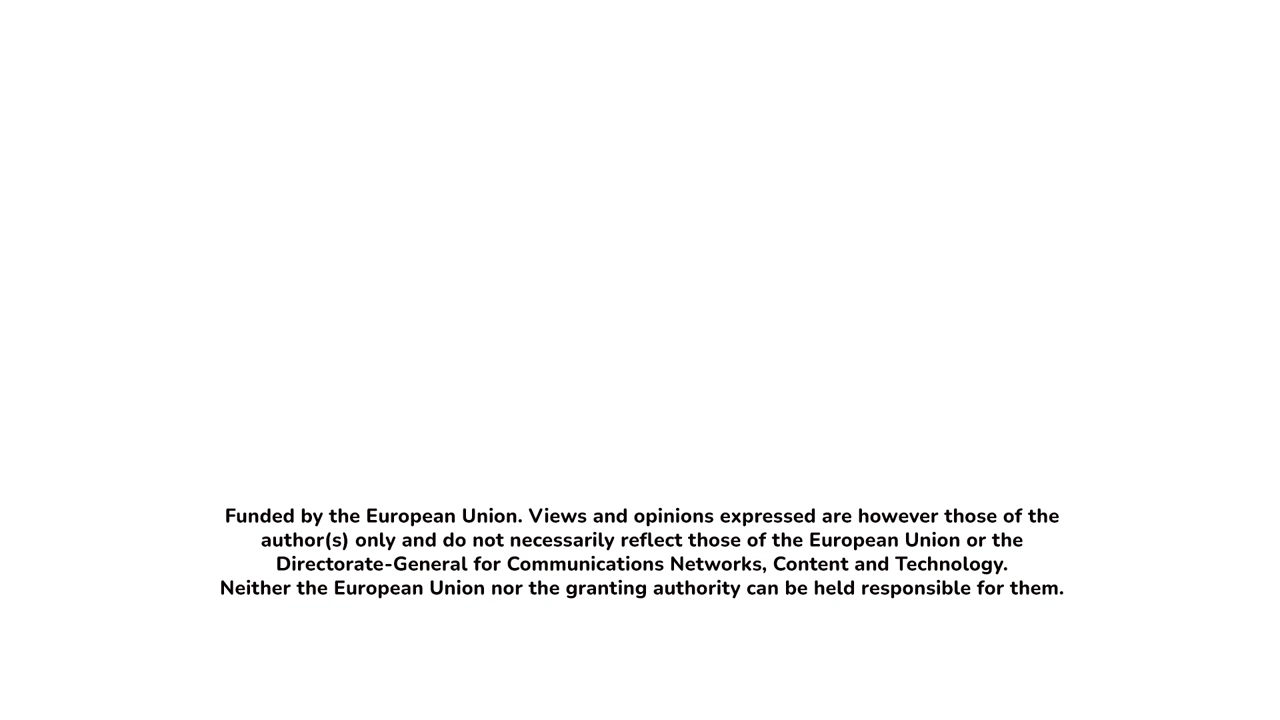 Funded by the European Union. Views and opinions expressed are however those of the
author(s) only and do not necessarily reflect those of the European Union or the
Directorate-General for Communications Networks, Content and Technology.
Neither the European Union nor the granting authority can be held responsible for them.